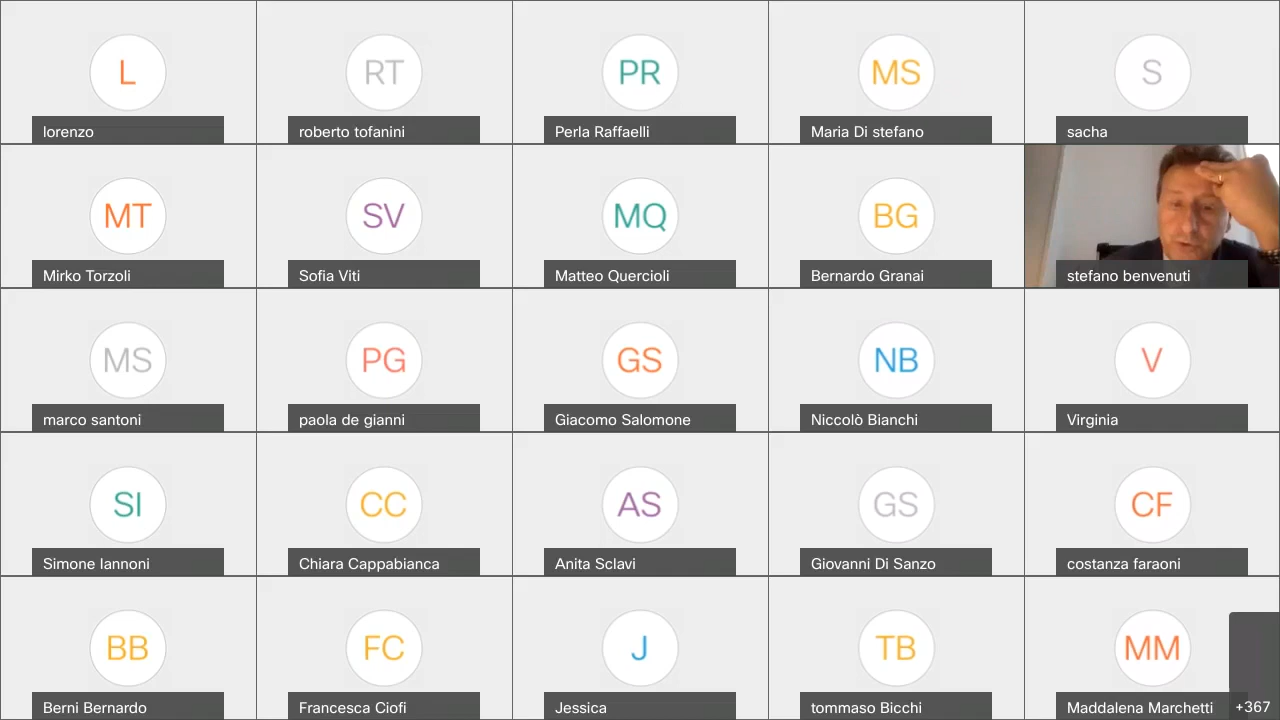 L
RT
PR
MS
S
lorenzo
roberto tofanini
Perla Raffaelli
Maria Di stefano
sacha
MT
SV
MQ
BG
Mirko Torzoli
Sofia Viti
Matteo Quercioli
Bernardo Granai
stefano benvenuti
MS
PG
GS
NB
V
marco santoni
paola de gianni
Giacomo Salomone
Niccolò Bianchi
Virginia
SI
CC
AS
GS
CF
Simone Iannoni
Chiara Cappabianca
Anita Sclavi
Giovanni Di Sanzo
costanza faraoni
BB
FC
J
TB
MM
Berni Bernardo
Francesca Ciofi
Jessica
tommaso Bicchi
Maddalena Marchetti
+367